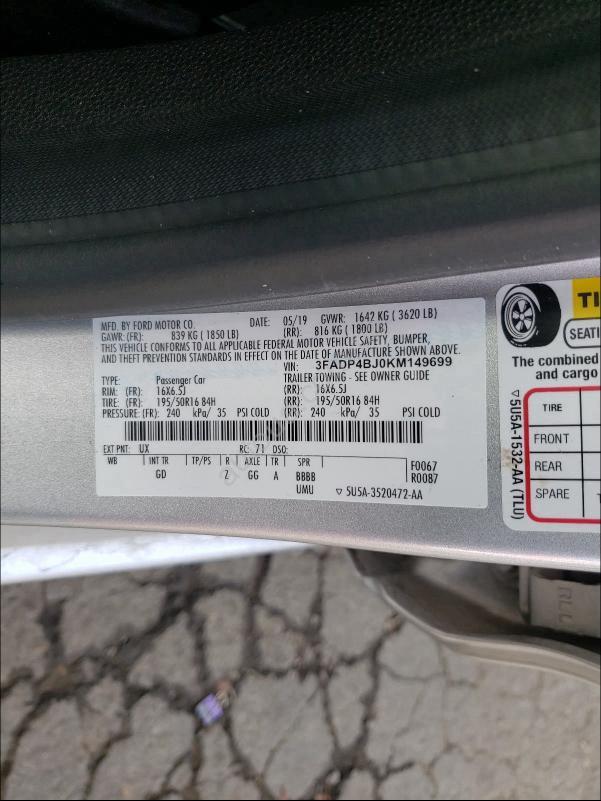 MFD. BY FORD MOTOR CO.
DATE: 05/19 GVWR: 1642 KG ( 3620 LB)
GAWR: (FR): 839 KG ( 1850 LB) (RR): 816 KG ( 1800 LB)
THIS VEHICLE CONFORMS TO ALL APPLICABLE FEDERAL MOTOR VEHICLE SAFETY, BUMPER,
AND THEFT PREVENTION STANDARDS IN EFFECT ON THE DATE OF MANUFACTURE SHOWN ABOVE.
VIN: 3FADP4BJ0KM149699
TYPE: Passenger Car TRAILER TOWING - SEE OWNER GUIDE
RIM: (FR): 16X6.5J (RR): 16X6.5J
TIRE: (FR): 195/50R16 84H (RR): 195/50R16 84H
PRESSURE: (FR): 240 kPa/ 35 PSI COLD (RR): 240 kPa/ 35 PSI COLD
EXT PNT: UX RC: 71 DSO:
WB INT TR TP/PS R AXLE TR SPR F0067
GD Z GG A BBBB R0087
UMU ▽ 5U5A-3520472-AA
TI
SEATI
The combined
and cargo
TIRE
FRONT
REAR
SPARE
▽ 5U5A-1532-AA (TLU)
RLL